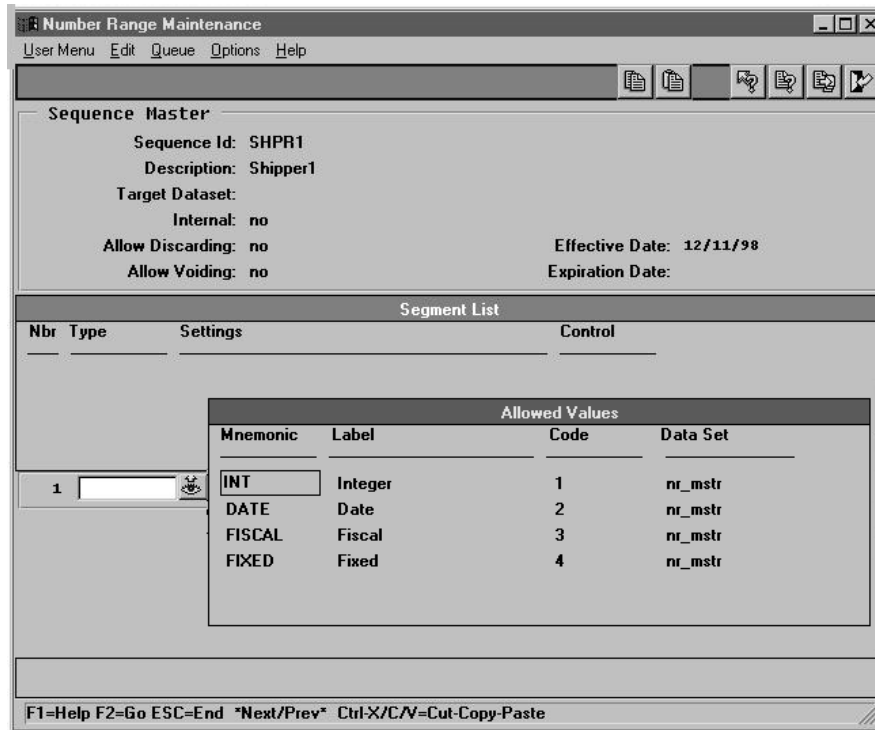 Number Range Maintenance
User Menu Edit Queue Options Help
Sequence Master
Sequence Id: SHPR1
Description: Shipper1
Target Dataset:
Internal: no
Allow Discarding: no Effective Date: 12/11/98
Allow Voiding: no Expiration Date:
Segment List
Nbr Type Settings Control
Allowed Values
Mnemonic Label Code Data Set
1 INT Integer 1 nr_mstr
DATE Date 2 nr_mstr
FISCAL Fiscal 3 nr_mstr
FIXED Fixed 4 nr_mstr
F1=Help F2=Go ESC=End *Next/Prev* Ctrl-X/C/V=Cut-Copy-Paste